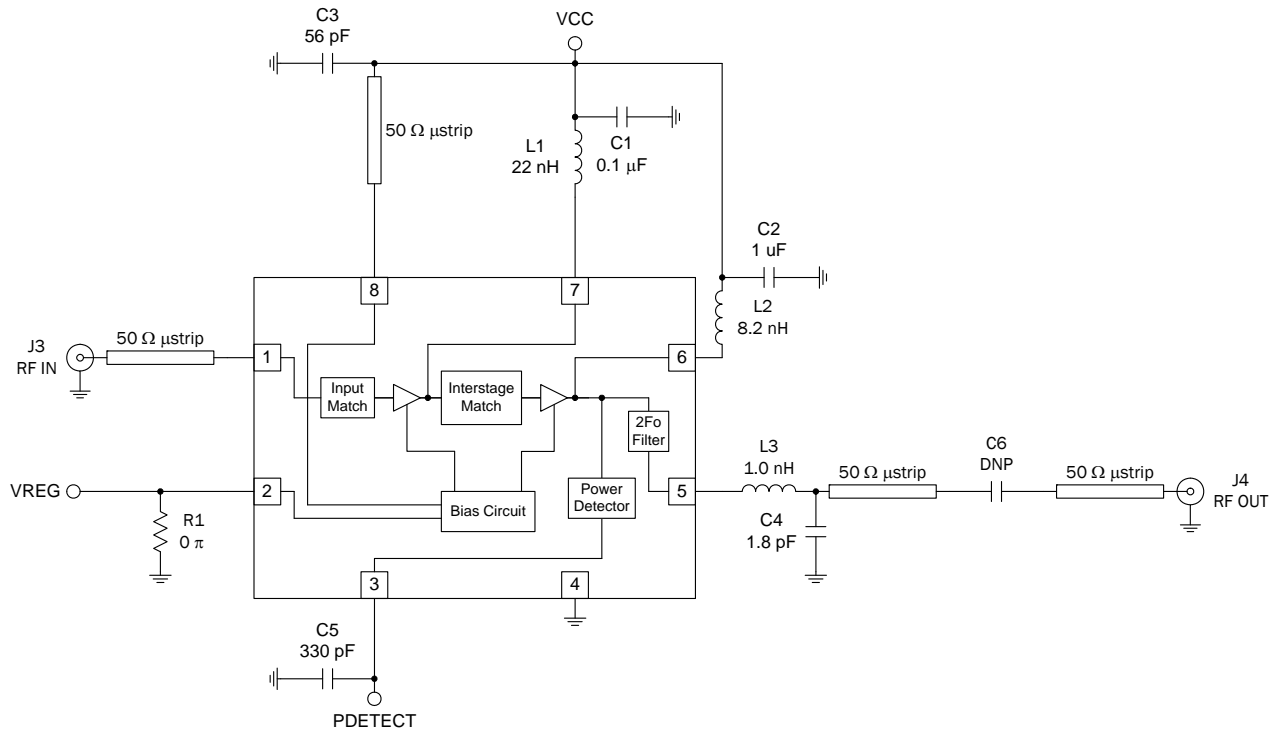 C3
56 pF
VCC
50 Ω μstrip
L1
22 nH
C1
0.1 μF
C2
1 uF
L2
8.2 nH
8
7
J3
RF IN
50 Ω μstrip
1
6
Input
Match
Interstage
Match
2Fo
Filter
L3
1.0 nH
50 Ω μstrip
C6
DNP
50 Ω μstrip
J4
RF OUT
VREG
2
Bias Circuit
Power
Detector
5
C4
1.8 pF
R1
0 π
3
4
C5
330 pF
PDETECT